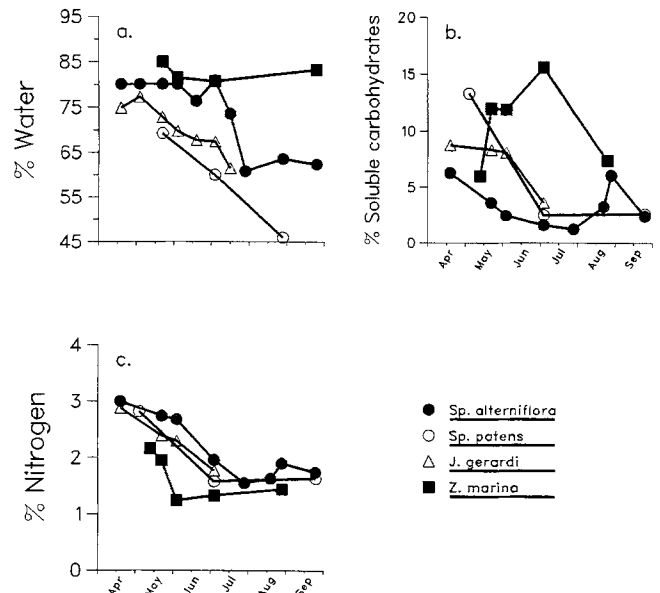 95
85
75
65
55
45
% Water
a.
20
15
10
5
0
% Soluble carbohydrates
b.
Apr May Jun Jul Aug Sep
4
3
2
1
0
% Nitrogen
c.
Apr May Jun Jul Aug Sep
Sp. alterniflora
Sp. patens
J. gerardi
Z. marina